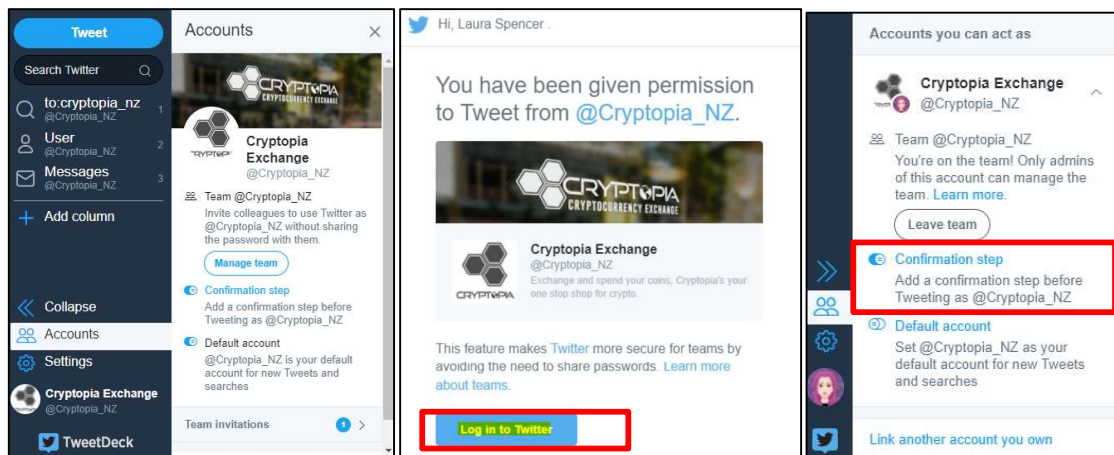 Tweet
Search Twitter
to:cryptopia_nz 1
@Cryptopia_NZ
User 2
@Cryptopia_NZ
Messages 3
@Cryptopia_NZ
Add column
Collapse
Accounts
Settings
Cryptopia Exchange
@Cryptopia_NZ
TweetDeck
Accounts
CRYPTOPIA
CRYPTOCURRENCY EXCHANGE
Cryptopia
Exchange
@Cryptopia_NZ
Team @Cryptopia_NZ
Invite colleagues to use Twitter as
@Cryptopia_NZ without sharing
the password with them.
Manage team
Confirmation step
Add a confirmation step before
Tweeting as @Cryptopia_NZ
Default account
@Cryptopia_NZ is your default
account for new Tweets and
searches
Team invitations 1
Hi, Laura Spencer .
You have been given permission
to Tweet from @Cryptopia_NZ.
CRYPTOPIA
CRYPTOCURRENCY EXCHANGE
CRYPTOPIA
Cryptopia Exchange
@Cryptopia_NZ
Exchange and spend your coins, Cryptopia's your
one stop shop for crypto.
This feature makes Twitter more secure for teams by
avoiding the need to share passwords. Learn more
about teams.
Log in to Twitter
Accounts you can act as
Cryptopia Exchange
@Cryptopia_NZ
Team @Cryptopia_NZ
You're on the team! Only admins
of this account can manage the
team. Learn more.
Leave team
Confirmation step
Add a confirmation step before
Tweeting as @Cryptopia_NZ
Default account
Set @Cryptopia_NZ as your
default account for new Tweets
and searches
Link another account you own